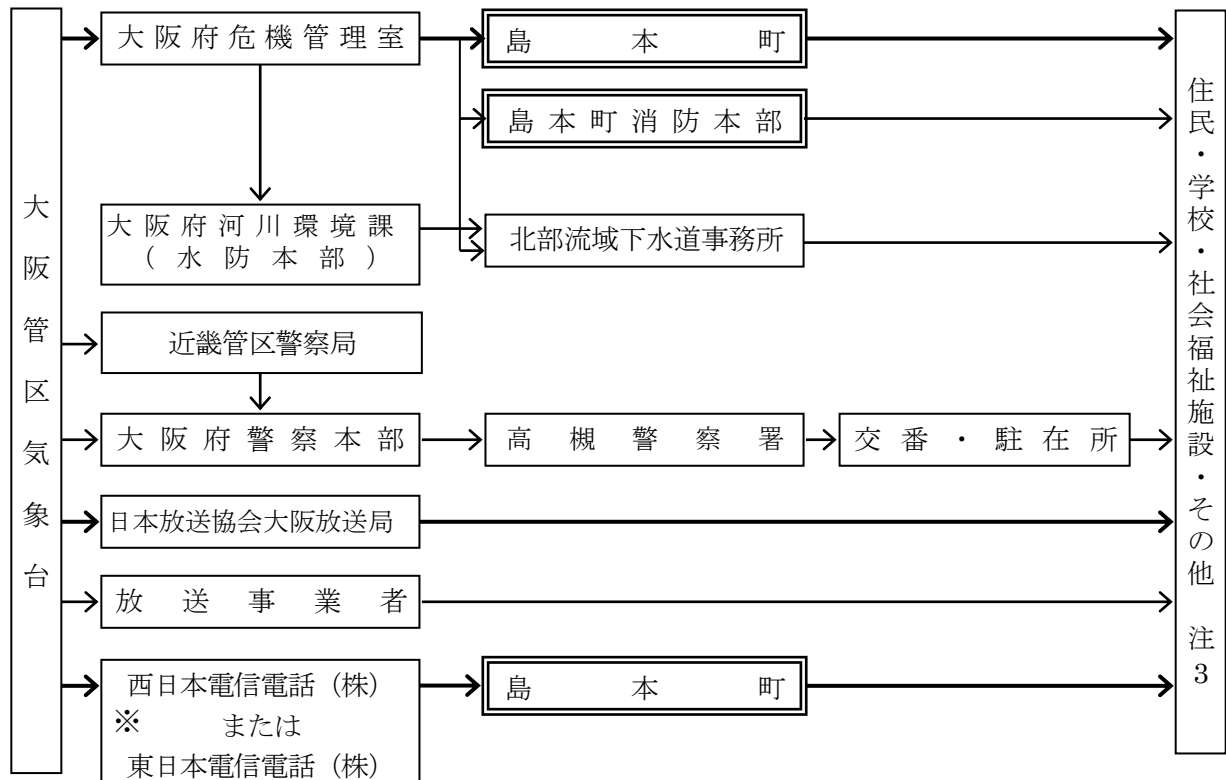 大阪管区気象台
大阪府危機管理室
島本町
島本町消防本部
大阪府河川環境課
（水防本部）
北部流域下水道事務所
近畿管区警察局
大阪府警察本部
高槻警察署
交番・駐在所
日本放送協会大阪放送局
放送事業者
西日本電信電話（株）
※ または
東日本電信電話（株）
島本町
住民・学校・社会福祉施設・その他 注3